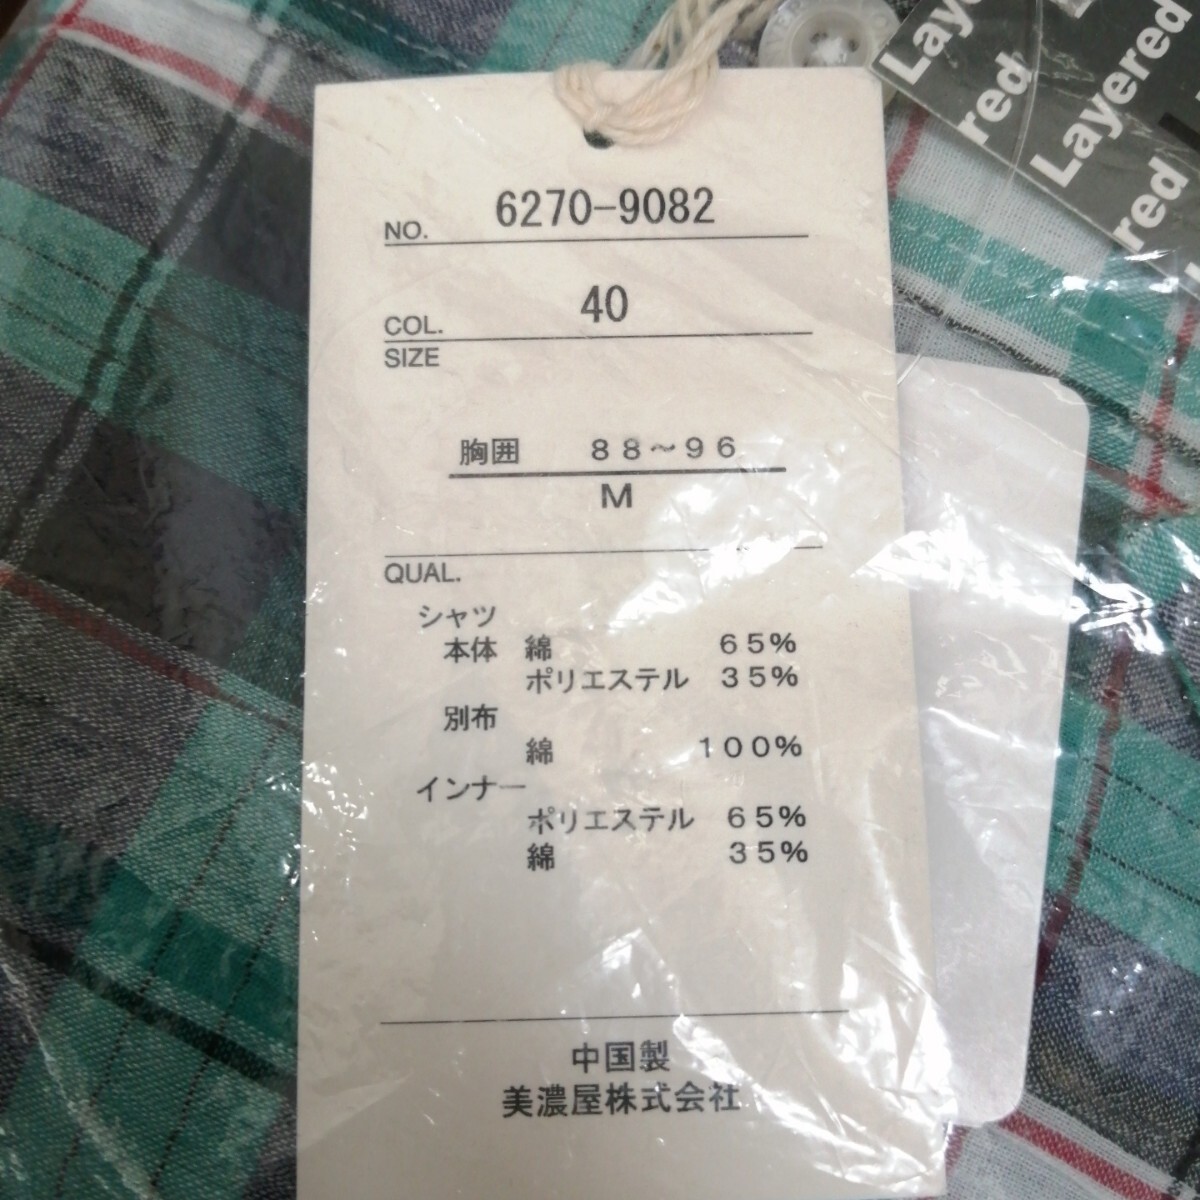 Layered
red
Layered
red
NO. 6270-9082
COL. 40
SIZE
胸囲 88~96
M
QUAL.
シャツ
本体 綿 65%
ポリエステル 35%
別布
綿 100%
インナー
ポリエステル 65%
綿 35%
中国製
美濃屋株式会社